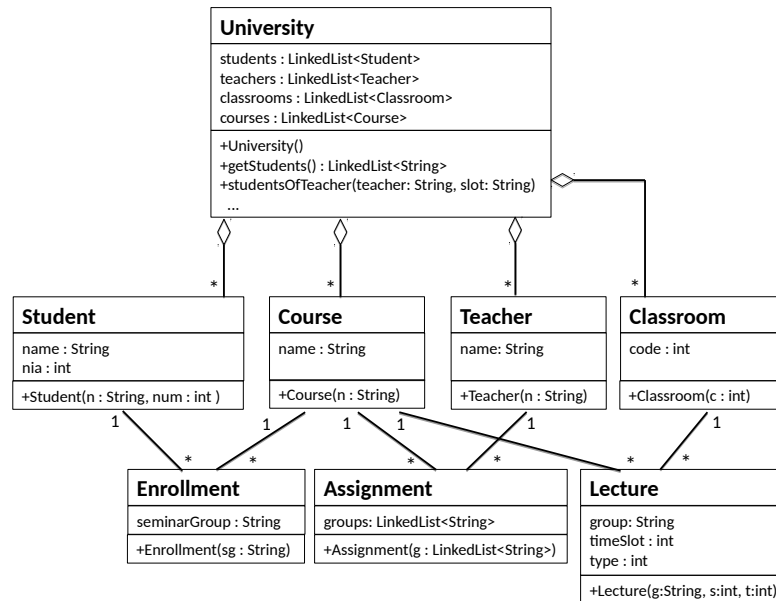 University
students : LinkedList<Student>
teachers : LinkedList<Teacher>
classrooms : LinkedList<Classroom>
courses : LinkedList<Course>
+University()
+getStudents() : LinkedList<String>
+studentsOfTeacher(teacher: String, slot: String)
...
* * * *
Student
name : String
nia : int
+Student(n : String, num : int )
Course
name : String
+Course(n : String)
Teacher
name: String
+Teacher(n : String)
Classroom
code : int
+Classroom(c : int)
1 1 1 1 1 1
* * * * * *
Enrollment
seminarGroup : String
+Enrollment(sg : String)
Assignment
groups: LinkedList<String>
+Assignment(g : LinkedList<String>)
Lecture
group: String
timeSlot : int
type : int
+Lecture(g:String, s:int, t:int)